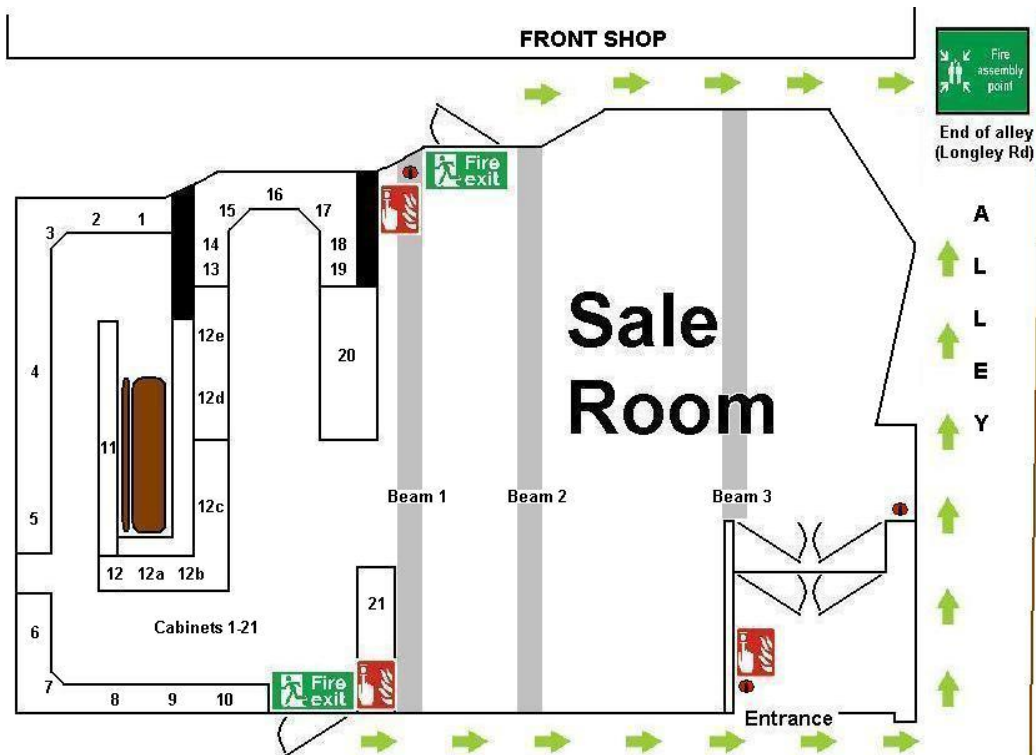 FRONT SHOP
Fire
assembly
point
End of alley
(Longley Rd)
Fire
exit
16
2
1
15
17
3
14
18
13
19
A
L
L
E
Y
Sale
Room
12e
20
4
12d
11
Beam 1
Beam 2
Beam 3
12c
5
12
12a
12b
21
6
Cabinets 1-21
7
8
9
10
Fire
exit
Entrance